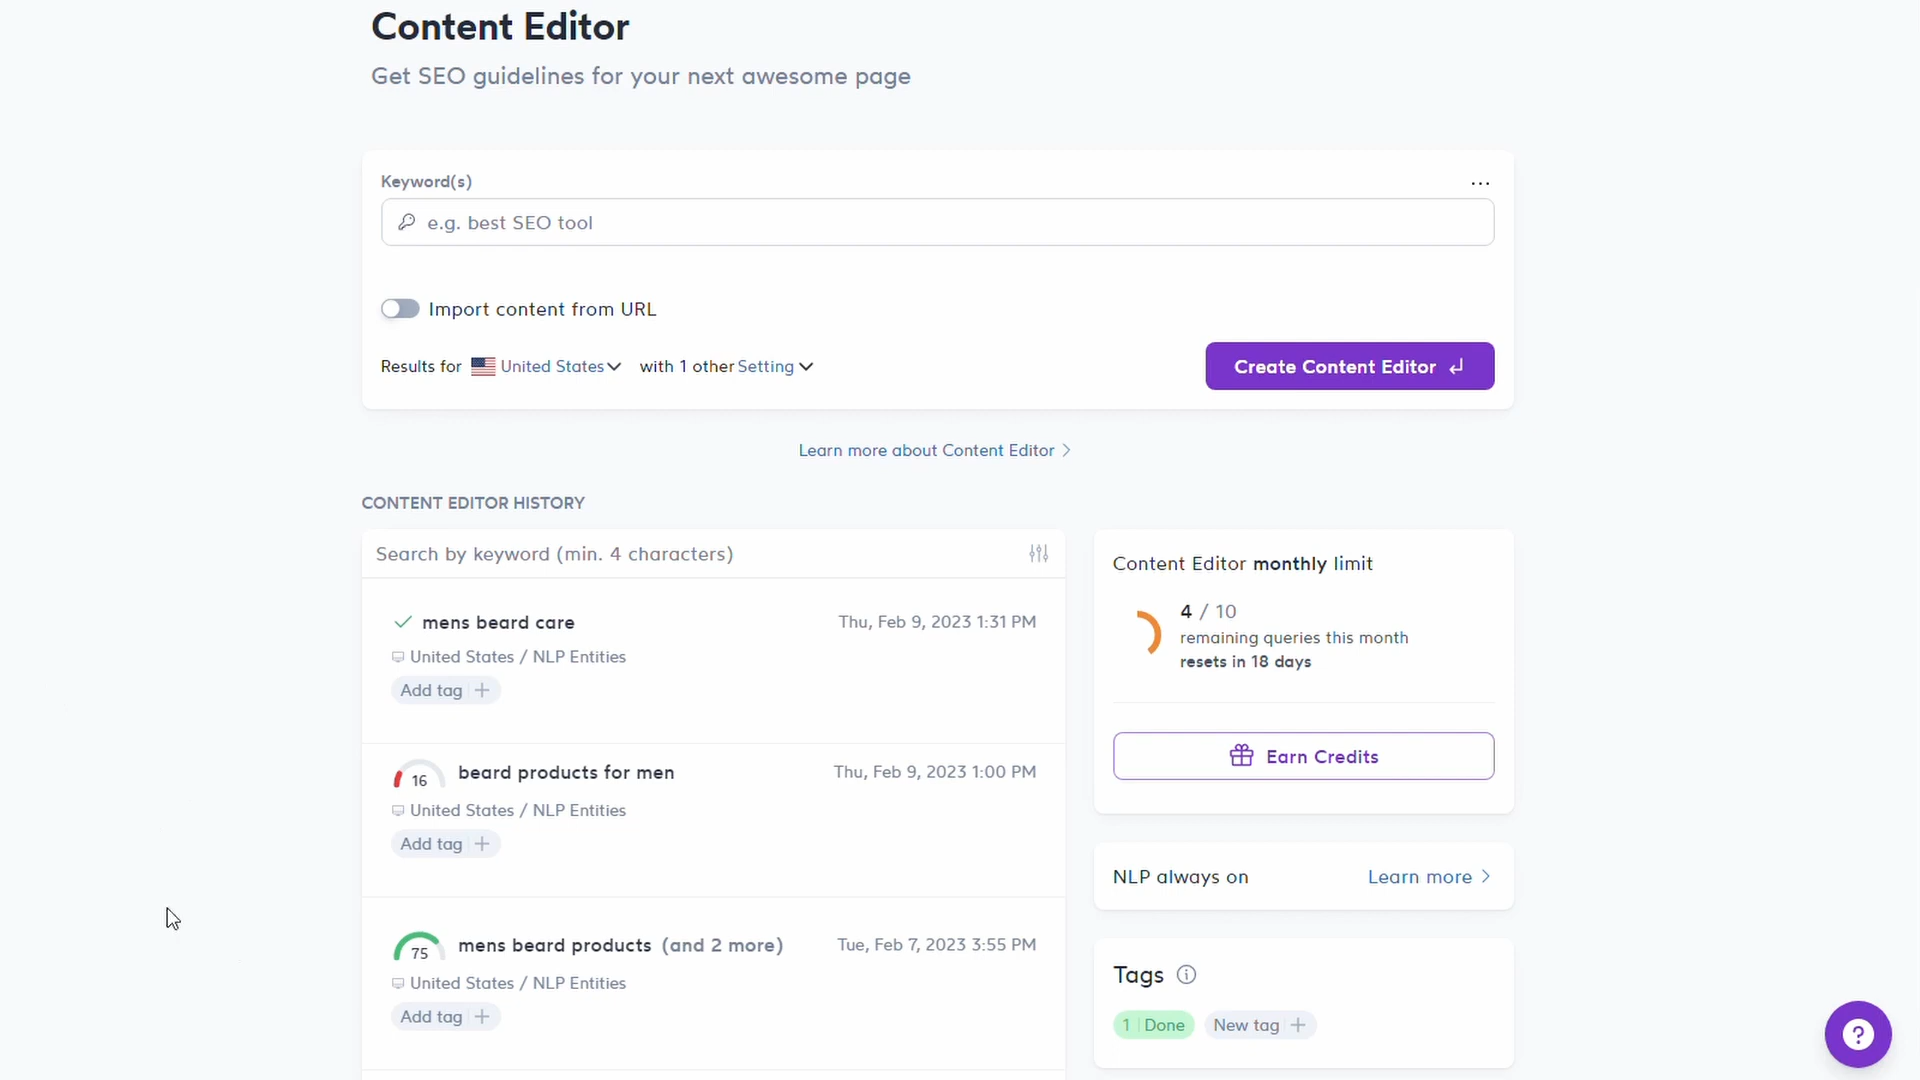 Content Editor
Get SEO guidelines for your next awesome page
Keyword(s)
...
e.g. best SEO tool
Import content from URL
Results for United States with 1 other Setting
Create Content Editor
Learn more about Content Editor
CONTENT EDITOR HISTORY
Search by keyword (min. 4 characters)
mens beard care Thu, Feb 9, 2023 1:31 PM
United States / NLP Entities
Add tag +
16 beard products for men Thu, Feb 9, 2023 1:00 PM
United States / NLP Entities
Add tag +
75 mens beard products (and 2 more) Tue, Feb 7, 2023 3:55 PM
United States / NLP Entities
Add tag +
Content Editor monthly limit
4 / 10
remaining queries this month
resets in 18 days
Earn Credits
NLP always on Learn more
Tags
1 Done New tag +
?